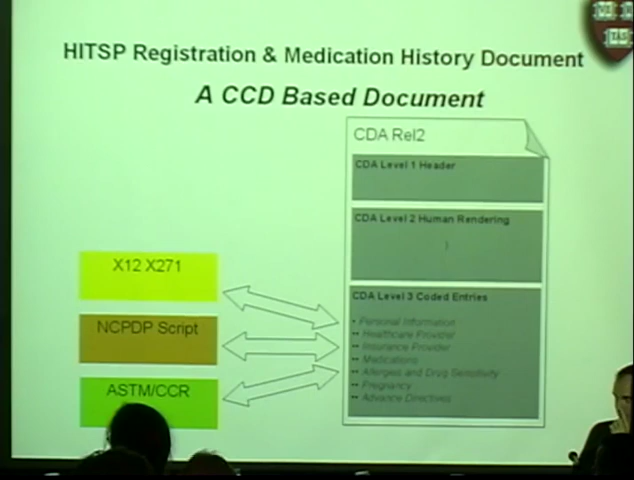 HITSP Registration & Medication History Document
A CCD Based Document
CDA Rel2
CDA Level 1 Header
CDA Level 2 Human Rendering
X12 X271
NCPDP Script
ASTM/CCR
CDA Level 3 Coded Entries
•• Personal Information
•• Healthcare Provider
•• Insurance Provider
•• Medications
•• Allergies and Drug Sensitivity
•• Pregnancy
•• Advance Directives